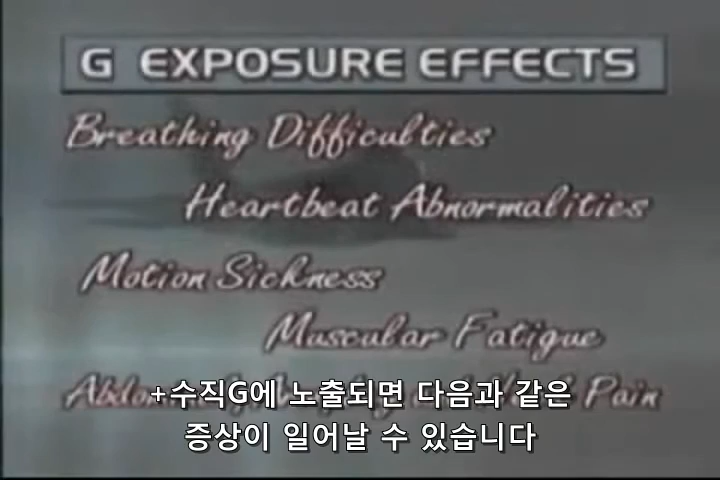 G EXPOSURE EFFECTS
Breathing Difficulties
Heartbeat Abnormalities
Motion Sickness
Muscular Fatigue
Pain
+수직G에 노출되면 다음과 같은
증상이 일어날 수 있습니다